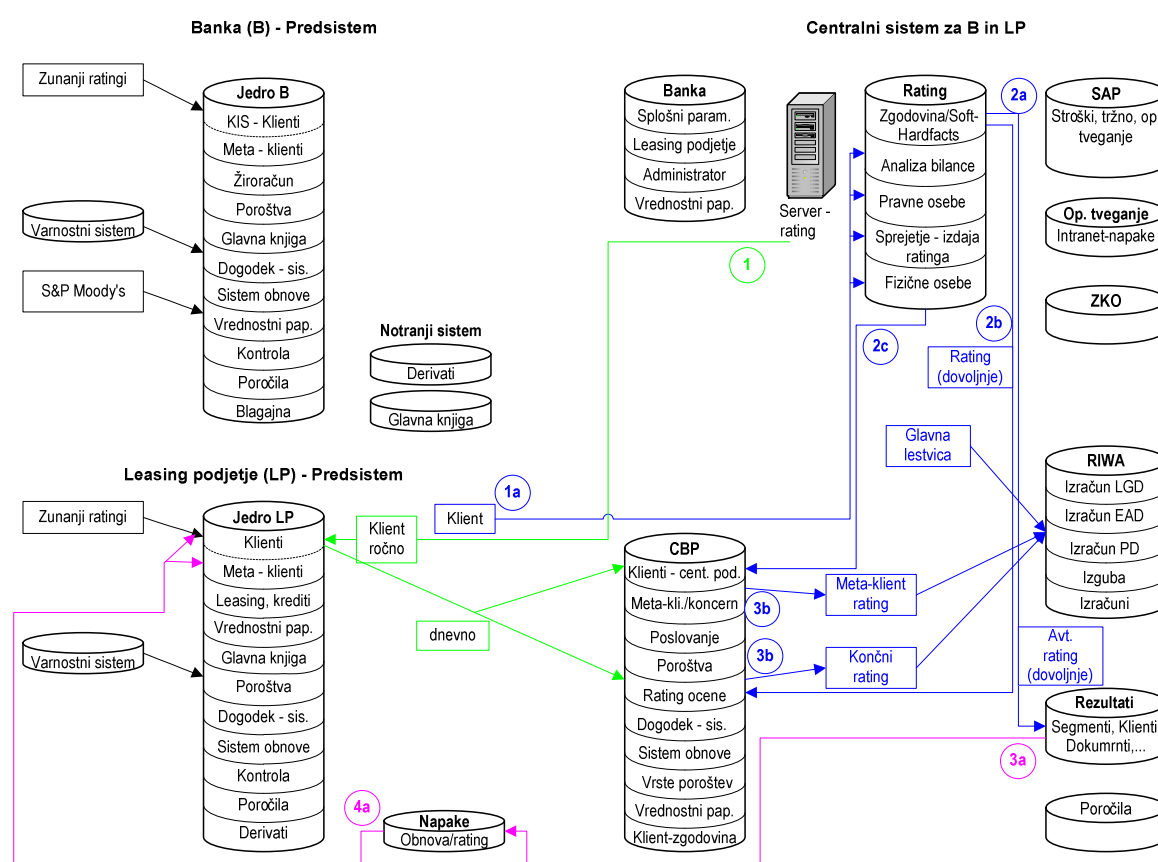 Banka (B) - Predsistem
Centralni sistem za B in LP
Zunanji ratingi
Jedro B
KIS - Klienti
Meta - klienti
Žiroračun
Poroštva
Glavna knjiga
Dogodek - sis.
Sistem obnove
Vrednostni pap.
Kontrola
Poročila
Blagajna
Varnostni sistem
S&P Moody's
Notranji sistem
Derivati
Glavna knjiga
Banka
Splošni param.
Leasing podjetje
Administrator
Vrednostni pap.
Server -
rating
1
Rating
Zgodovina/Soft-
Hardfacts
Analiza bilance
Pravne osebe
Sprejetje - izdaja
ratinga
Fizične osebe
2a
2b
2c
SAP
Stroški, tržno, op
tveganje
Op. tveganje
Intranet-napake
ZKO
Rating
(dovoljnje)
Glavna
lestvica
RIWA
Izračun LGD
Izračun EAD
Izračun PD
Izguba
Izračuni
Leasing podjetje (LP) - Predsistem
Zunanji ratingi
Jedro LP
Klienti
Meta - klienti
Leasing, krediti
Vrednostni pap.
Glavna knjiga
Poroštva
Dogodek - sis.
Sistem obnove
Kontrola
Poročila
Derivati
Varnostni sistem
Klient
ročno
1a
Klient
dnevno
CBP
Klienti - cent. pod.
Meta-kli./koncern
Poslovanje
Poroštva
Rating ocene
Dogodek - sis.
Sistem obnove
Vrste poroštev
Vrednostni pap.
Klient-zgodovina
3b
3b
Meta-klient
rating
Končni
rating
Avt.
rating
(dovoljnje)
Rezultati
Segmenti, Klienti
Dokumrnti,...
3a
Poročila
4a
Napake
Obnova/rating